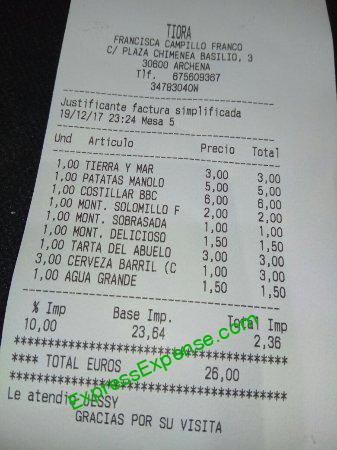 TIORA
FRANCISCA CAMPILLO FRANCO
C/ PLAZA CHIMENEA BASILIO, 3
30600 ARCHENA
Tlf. 675609367
34783040W
Justificante factura simplificada
19/12/17 23:24 Mesa 5
Und Articulo Precio Total
1,00 TIERRA Y MAR 3,00 3,00
1,00 PATATAS MANOLO 5,00 5,00
1,00 COSTILLAR BBC 6,00 6,00
1,00 MONT. SOLOMILLO F 2,00 2,00
1,00 MONT. SOBRASADA 1,00 1,00
1,00 MONT. DELICIOSO 1,50 1,50
1,00 TARTA DEL ABUELO 3,00 3,00
3,00 CERVEZA BARRIL (C 1,00 3,00
1,00 AGUA GRANDE 1,50 1,50
% Imp Base Imp. Total Imp
10,00 23,64 2,36
****************************************
**** TOTAL EUROS 26,00
****************************************
Le atendio JESSY
GRACIAS POR SU VISITA
ExpressExpense.com